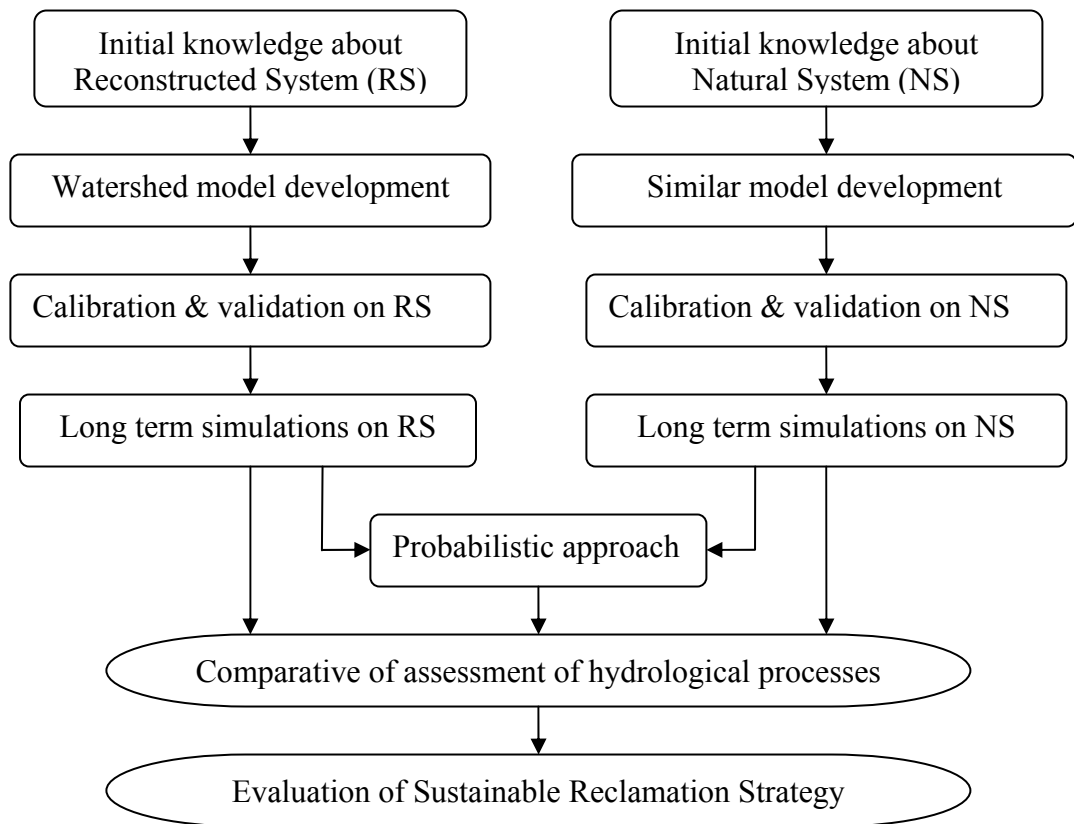 Initial knowledge about
Reconstructed System (RS)
Initial knowledge about
Natural System (NS)
Watershed model development
Similar model development
Calibration & validation on RS
Calibration & validation on NS
Long term simulations on RS
Long term simulations on NS
Probabilistic approach
Comparative of assessment of hydrological processes
Evaluation of Sustainable Reclamation Strategy